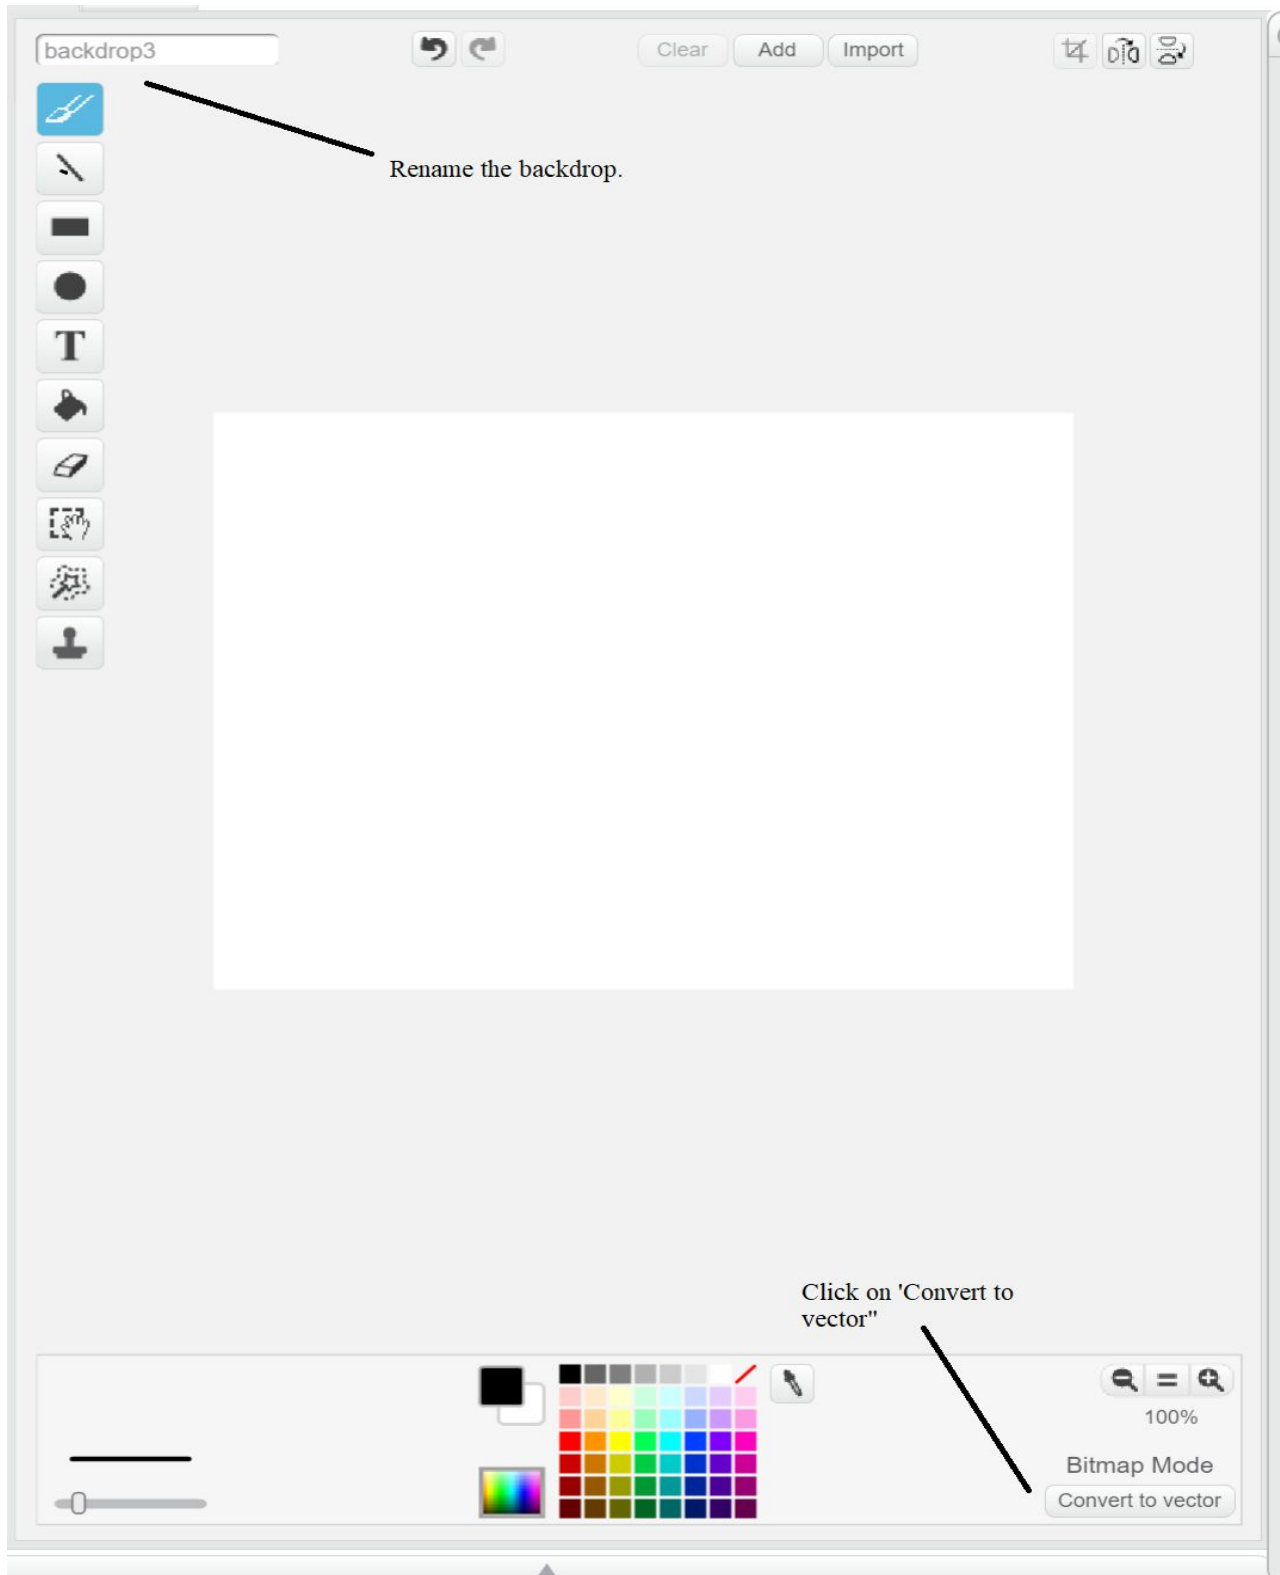 backdrop3
Clear
Add
Import
Rename the backdrop.
T
Click on 'Convert to
vector"
100%
Bitmap Mode
Convert to vector